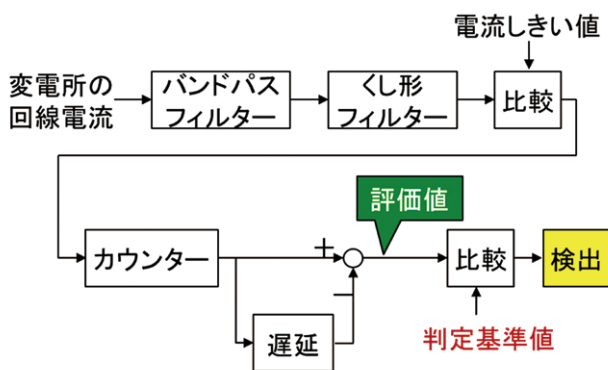 電流しきい値
変電所の
回線電流
バンドパス
フィルター
くし形
フィルター
比較
評価値
カウンター
+
−
比較
検出
遅延
判定基準値